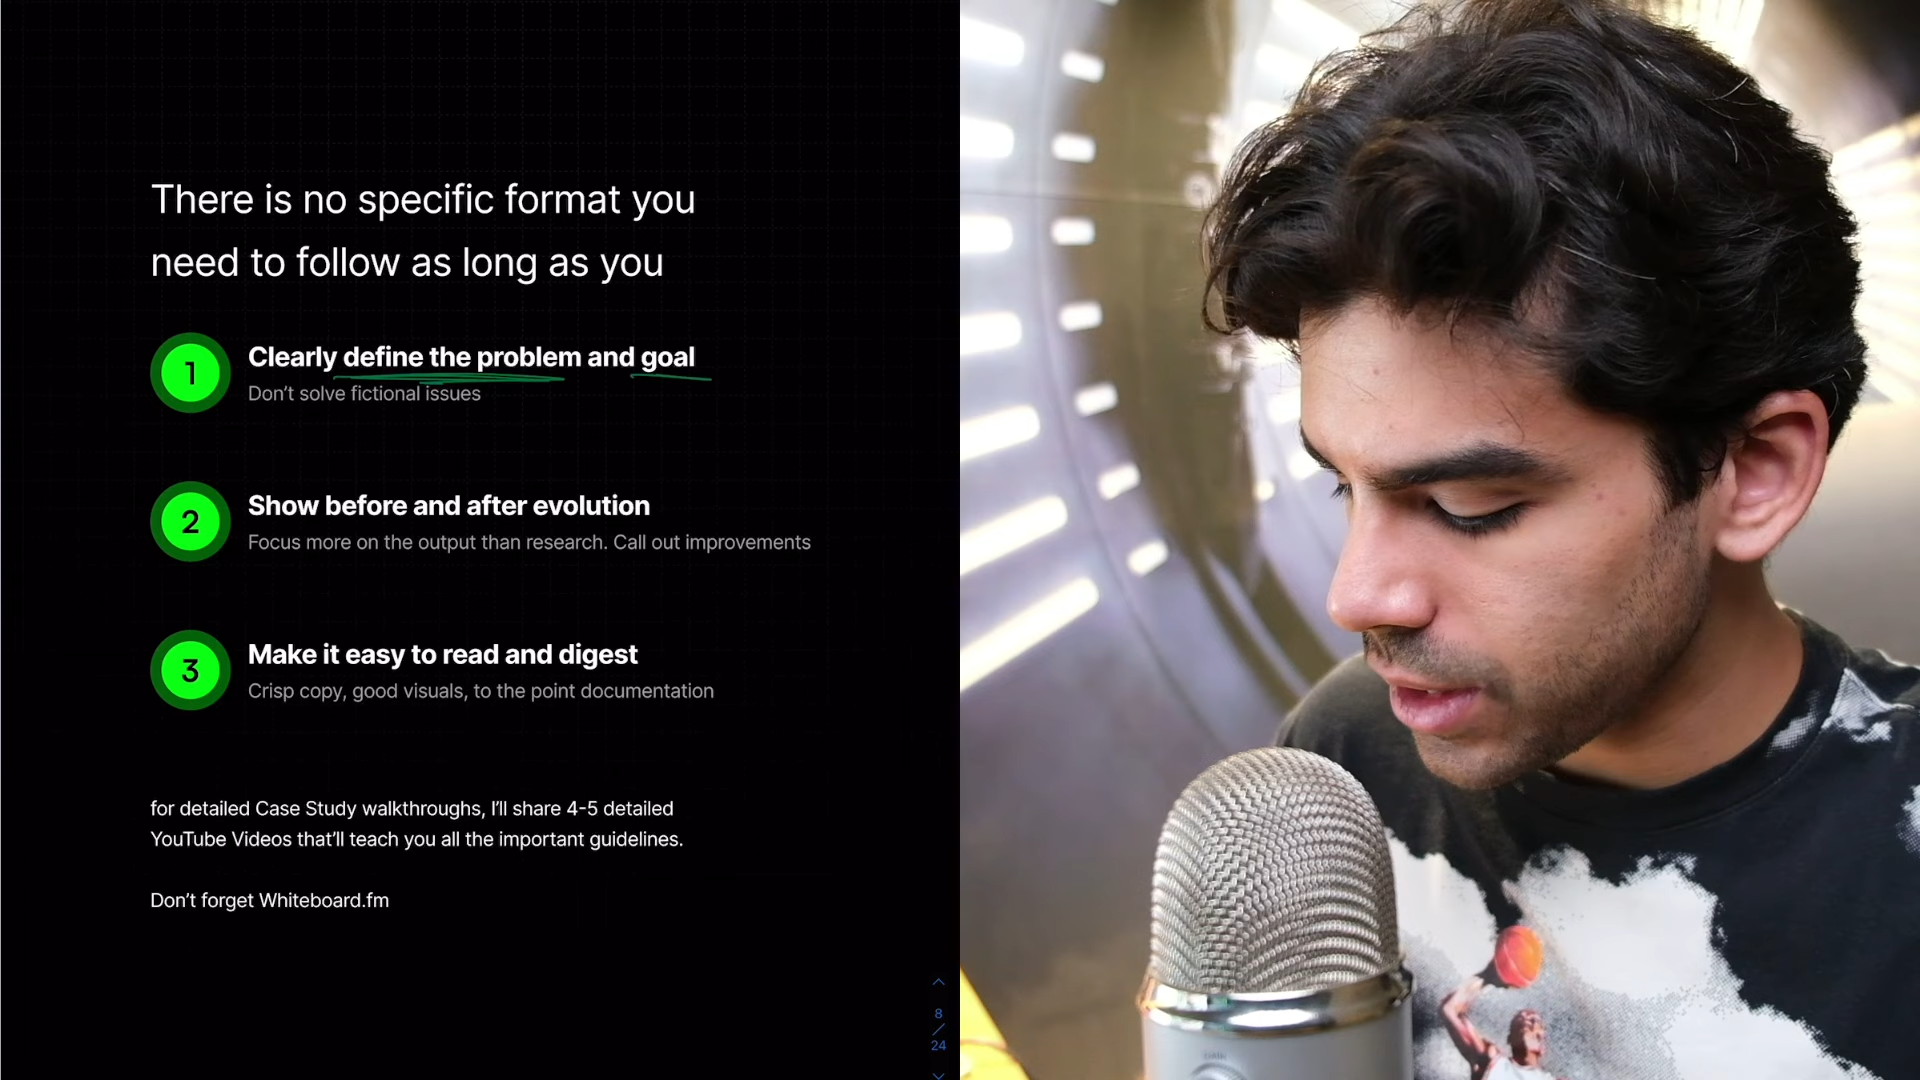 There is no specific format you
need to follow as long as you
1
Clearly define the problem and goal
Don’t solve fictional issues
2
Show before and after evolution
Focus more on the output than research. Call out improvements
3
Make it easy to read and digest
Crisp copy, good visuals, to the point documentation
for detailed Case Study walkthroughs, I’ll share 4-5 detailed
YouTube Videos that’ll teach you all the important guidelines.
Don’t forget Whiteboard.fm
8
/
24